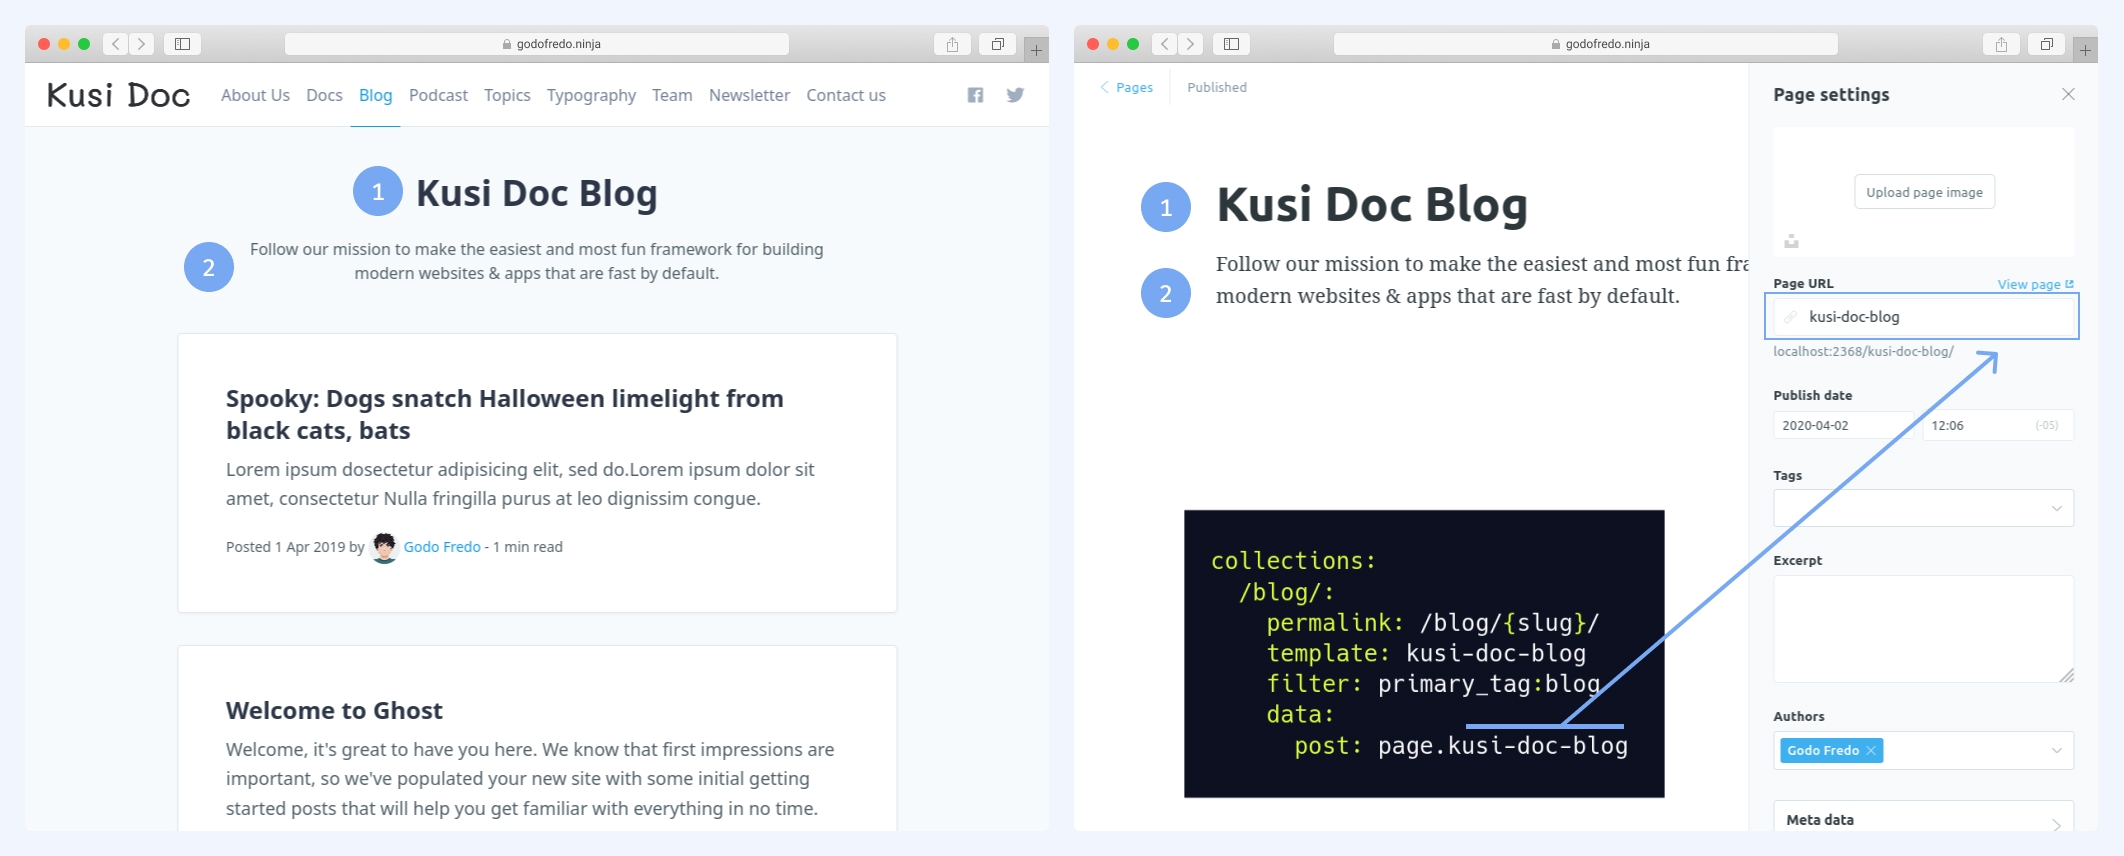 godofredo.ninja
Kusi Doc
About Us Docs Blog Podcast Topics Typography Team Newsletter Contact us
1 Kusi Doc Blog
2
Follow our mission to make the easiest and most fun framework for building
modern websites & apps that are fast by default.
Spooky: Dogs snatch Halloween limelight from
black cats, bats
Lorem ipsum dosectetur adipisicing elit, sed do.Lorem ipsum dolor sit
amet, consectetur Nulla fringilla purus at leo dignissim congue.
Posted 1 Apr 2019 by Godo Fredo - 1 min read
Welcome to Ghost
Welcome, it's great to have you here. We know that first impressions are
important, so we've populated your new site with some initial getting
started posts that will help you get familiar with everything in no time.
godofredo.ninja
Pages Published
1 Kusi Doc Blog
2
Follow our mission to make the easiest and most fun fra
modern websites & apps that are fast by default.
collections:
/blog/:
permalink: /blog/{slug}/
template: kusi-doc-blog
filter: primary_tag:blog
data:
post: page.kusi-doc-blog
Page settings
Upload page image
Page URL View page
kusi-doc-blog
localhost:2368/kusi-doc-blog/
Publish date
2020-04-02 12:06 (-05)
Tags
Excerpt
Authors
Godo Fredo
Meta data